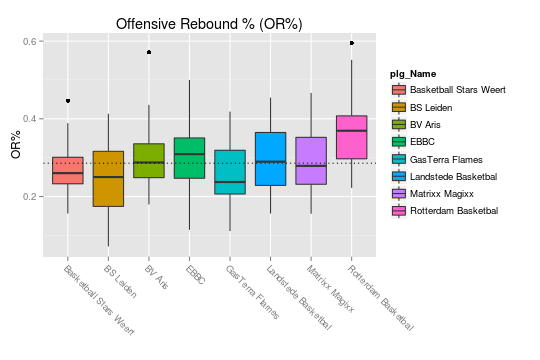 Offensive Rebound % (OR%)
OR%
0.6
0.4
0.2
Basketball Stars Weert
BS Leiden
BV Aris
EBBC
GasTerra Flames
Landstede Basketbal
Matrixx Magixx
Rotterdam Basketbal
plg_Name
Basketball Stars Weert
BS Leiden
BV Aris
EBBC
GasTerra Flames
Landstede Basketbal
Matrixx Magixx
Rotterdam Basketbal